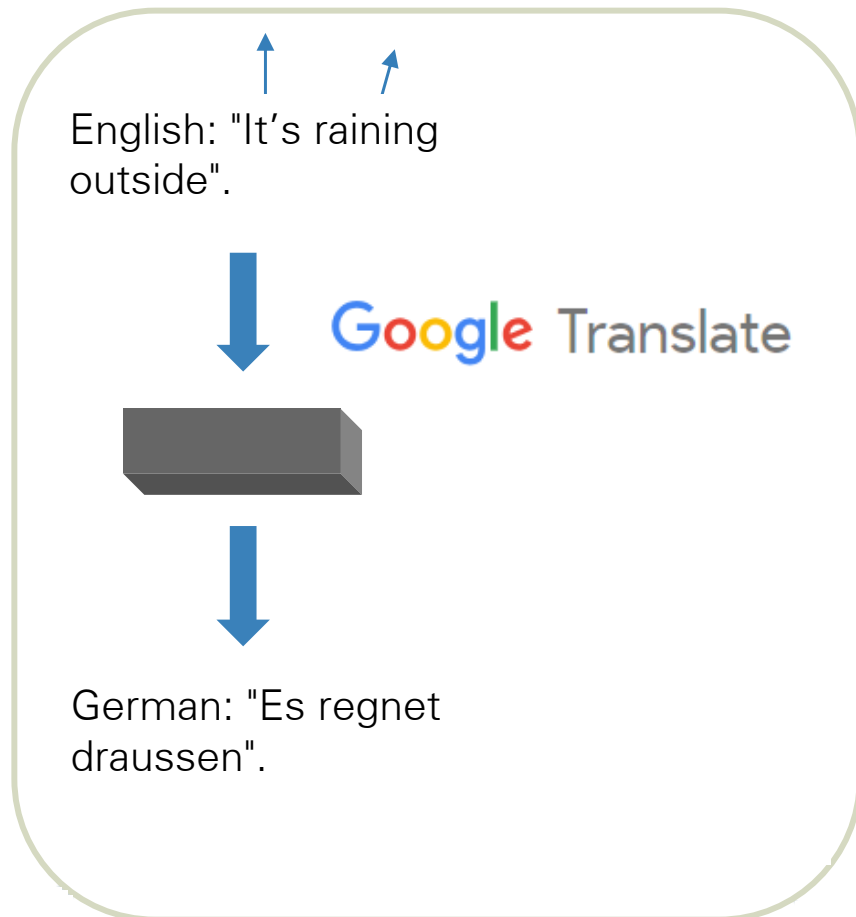 English: "It’s raining
outside".
Google Translate
German: "Es regnet
draussen".